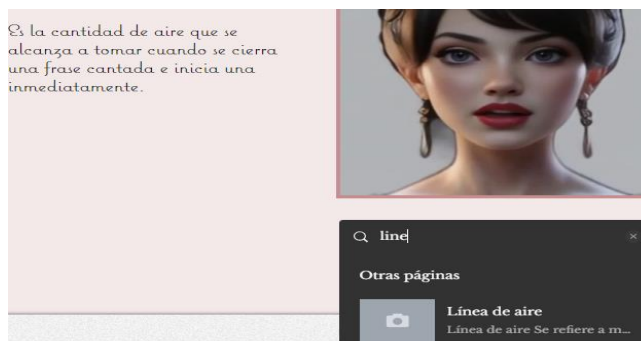 Es la cantidad de aire que se
alcanza a tomar cuando se cierra
una frase cantada e inicia una
inmediatamente.
line
Otras páginas
Línea de aire
Línea de aire Se refiere a m...